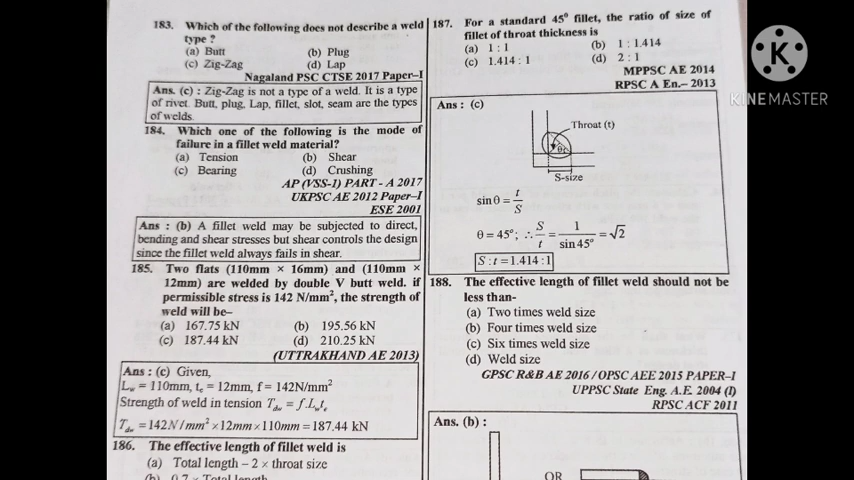 183. Which of the following does not describe a weld
type ?
(a) Butt (b) Plug
(c) Zig-Zag (d) Lap
Nagaland PSC CTSE 2017 Paper–I
Ans. (c) : Zig-Zag is not a type of a weld. It is a type
of rivet. Butt, plug, Lap, fillet, slot, seam are the types
of welds.
184. Which one of the following is the mode of
failure in a fillet weld material?
(a) Tension (b) Shear
(c) Bearing (d) Crushing
AP (VSS-I) PART - A 2017
UKPSC AE 2012 Paper–I
ESE 2001
Ans : (b) A fillet weld may be subjected to direct,
bending and shear stresses but shear controls the design
since the fillet weld always fails in shear.
185. Two flats (110mm × 16mm) and (110mm ×
12mm) are welded by double V butt weld. if
permissible stress is 142 N/mm², the strength of
weld will be–
(a) 167.75 kN (b) 195.56 kN
(c) 187.44 kN (d) 210.25 kN
(UTTRAKHAND AE 2013)
Ans : (c) Given,
Lw = 110mm, te = 12mm, f = 142N/mm²
Strength of weld in tension Tdw = f.Lwte
Tdw = 142N / mm² × 12mm × 110mm = 187.44 kN
186. The effective length of fillet weld is
(a) Total length – 2 × throat size
(b) 0.7 × Total length
187. For a standard 45° fillet, the ratio of size of
fillet of throat thickness is
(a) 1 : 1 (b) 1 : 1.414
(c) 1.414 : 1 (d) 2 : 1
MPPSC AE 2014
RPSC A En.– 2013
Ans : (c)
Throat (t)
S-size
sin θ = t/S
θ = 45°; ∴ S/t = 1/sin 45° = √2
S : t = 1.414 : 1
188. The effective length of fillet weld should not be
less than-
(a) Two times weld size
(b) Four times weld size
(c) Six times weld size
(d) Weld size
GPSC R&B AE 2016 / OPSC AEE 2015 PAPER–I
UPPSC State Eng. A.E. 2004 (I)
RPSC ACF 2011
Ans. (b) :
OR
KINEMASTER